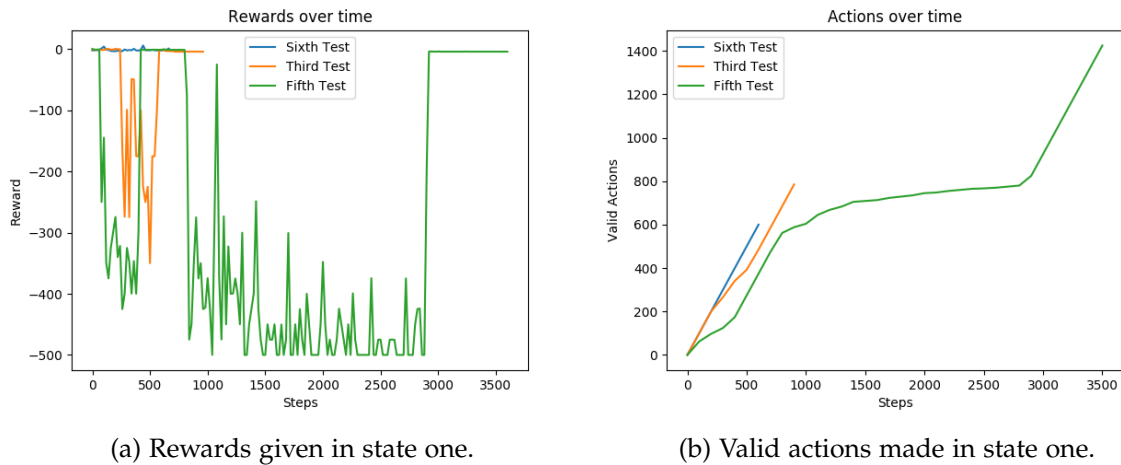 Rewards over time
Sixth Test
Third Test
Fifth Test
0
−100
−200
−300
−400
−500
Reward
0
500
1000
1500
2000
2500
3000
3500
Steps
(a) Rewards given in state one.
Actions over time
Sixth Test
Third Test
Fifth Test
1400
1200
1000
800
600
400
200
0
Valid Actions
0
500
1000
1500
2000
2500
3000
3500
Steps
(b) Valid actions made in state one.